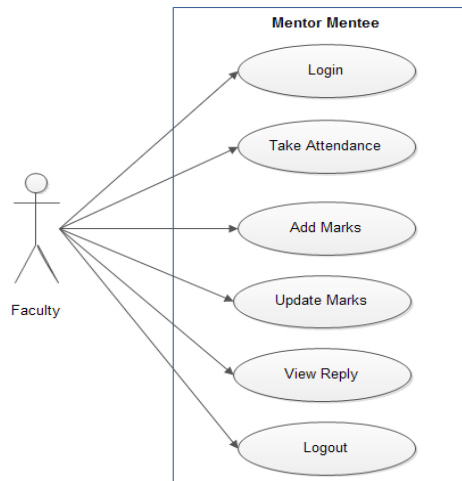 Mentor Mentee
Login
Take Attendance
Add Marks
Update Marks
Faculty
View Reply
Logout